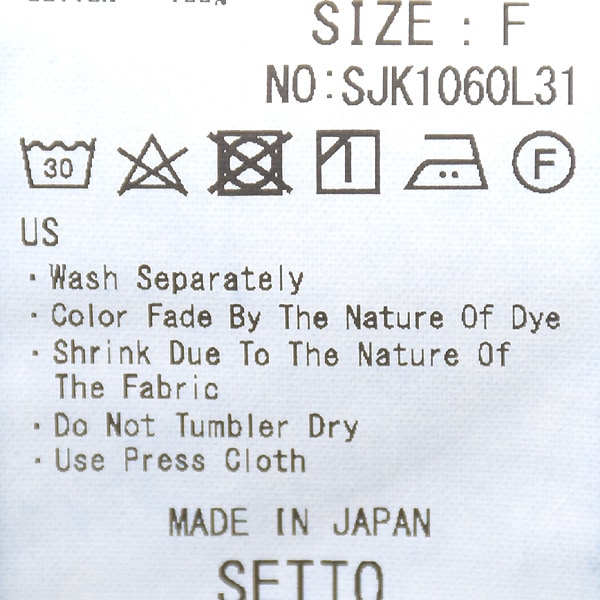 SIZE : F
NO:SJK1060L31
30
F
US
・Wash Separately
・Color Fade By The Nature Of Dye
・Shrink Due To The Nature Of
The Fabric
・Do Not Tumbler Dry
・Use Press Cloth
MADE IN JAPAN
SETTO